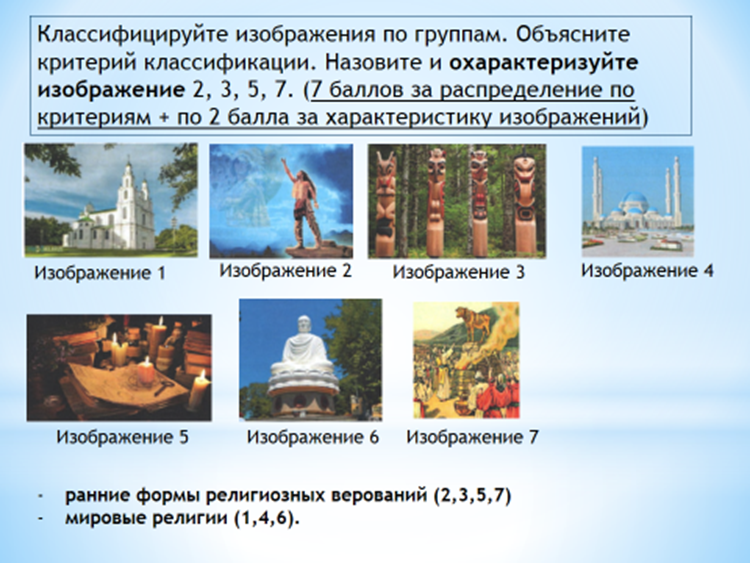 Классифицируйте изображения по группам. Объясните
критерий классификации. Назовите и охарактеризуйте
изображение 2, 3, 5, 7. (7 баллов за распределение по
критериям + по 2 балла за характеристику изображений)
Изображение 1
Изображение 2
Изображение 3
Изображение 4
Изображение 5
Изображение 6
Изображение 7
- ранние формы религиозных верований (2,3,5,7)
- мировые религии (1,4,6).